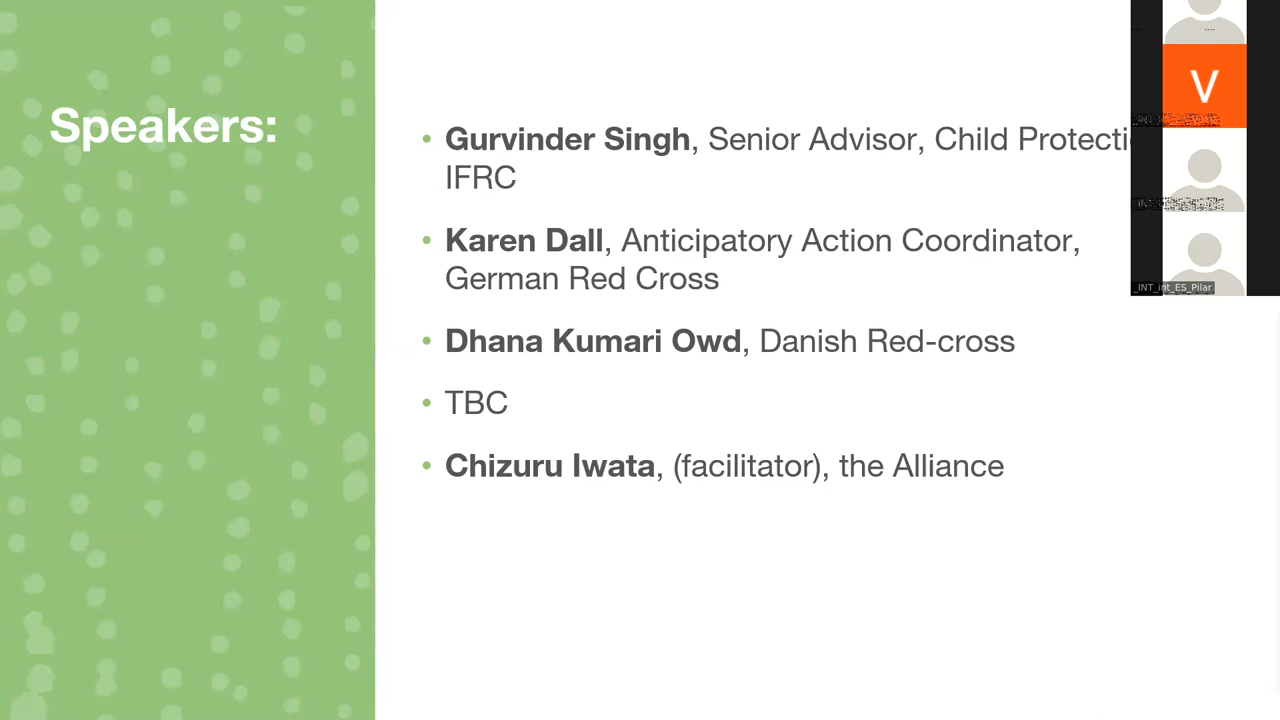 Speakers:
• Gurvinder Singh, Senior Advisor, Child
IFRC
• Karen Dall, Anticipatory Action Coordinator,
German Red Cross
• Dhana Kumari Owd, Danish Red-cross
• TBC
• Chizuru Iwata, (facilitator), the Alliance
V
_INT_int_ES_Pilar